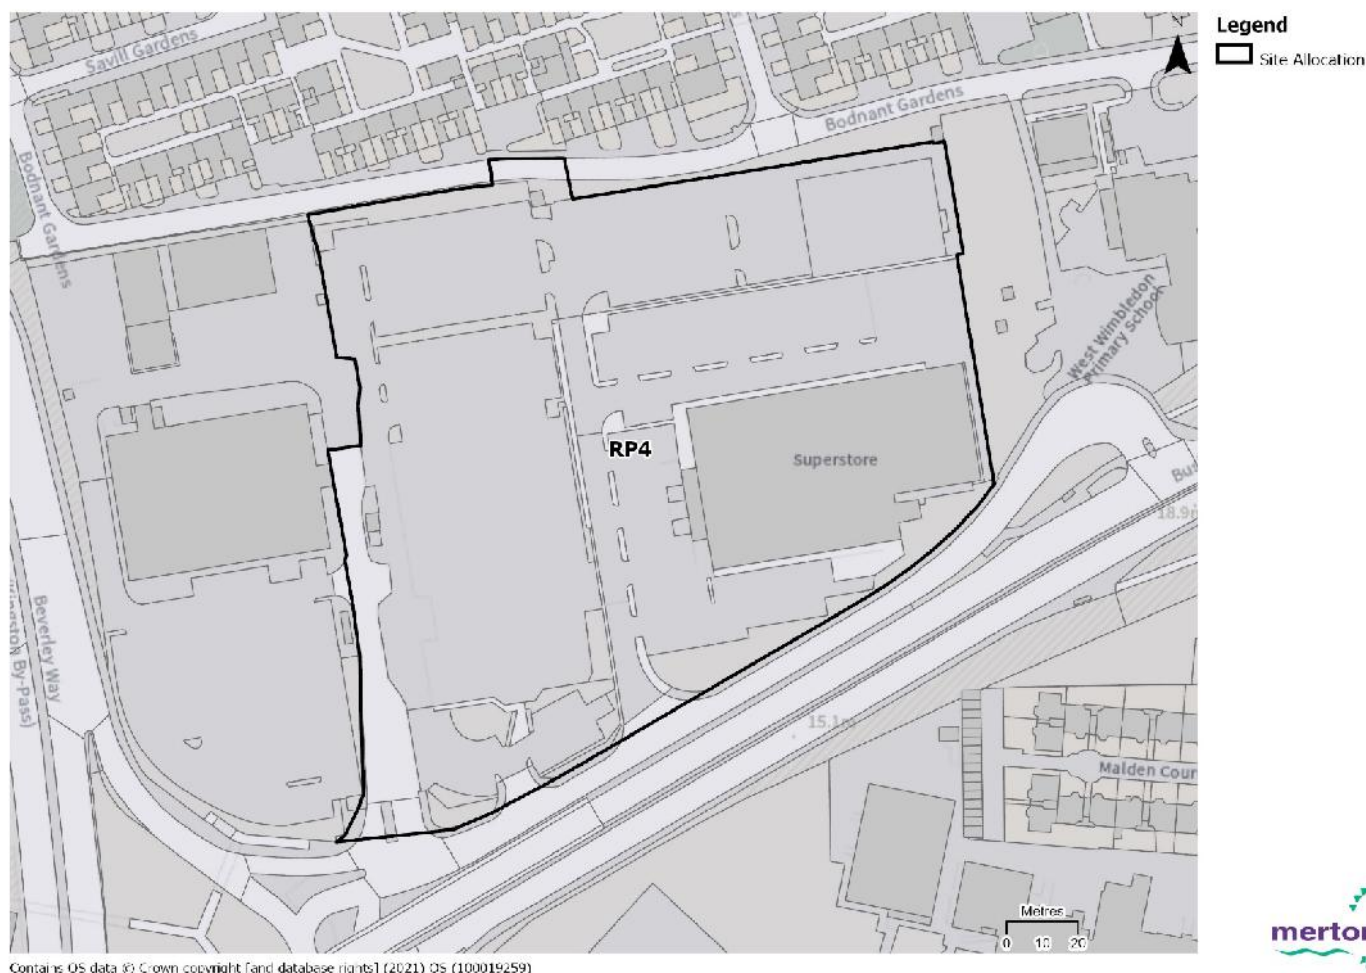 Legend
Site Allocation
Savill Gardens
Bodnant Gardens
Bodnant Gardens
West Wimbledon
Primary School
RP4
Superstore
18.9
Beverley Way
By-Pass)
15.1m
Malden Cour
Metres
0 10 20
merto
Contains OS data © Crown copyright [and database rights] (2021) OS (100019259)